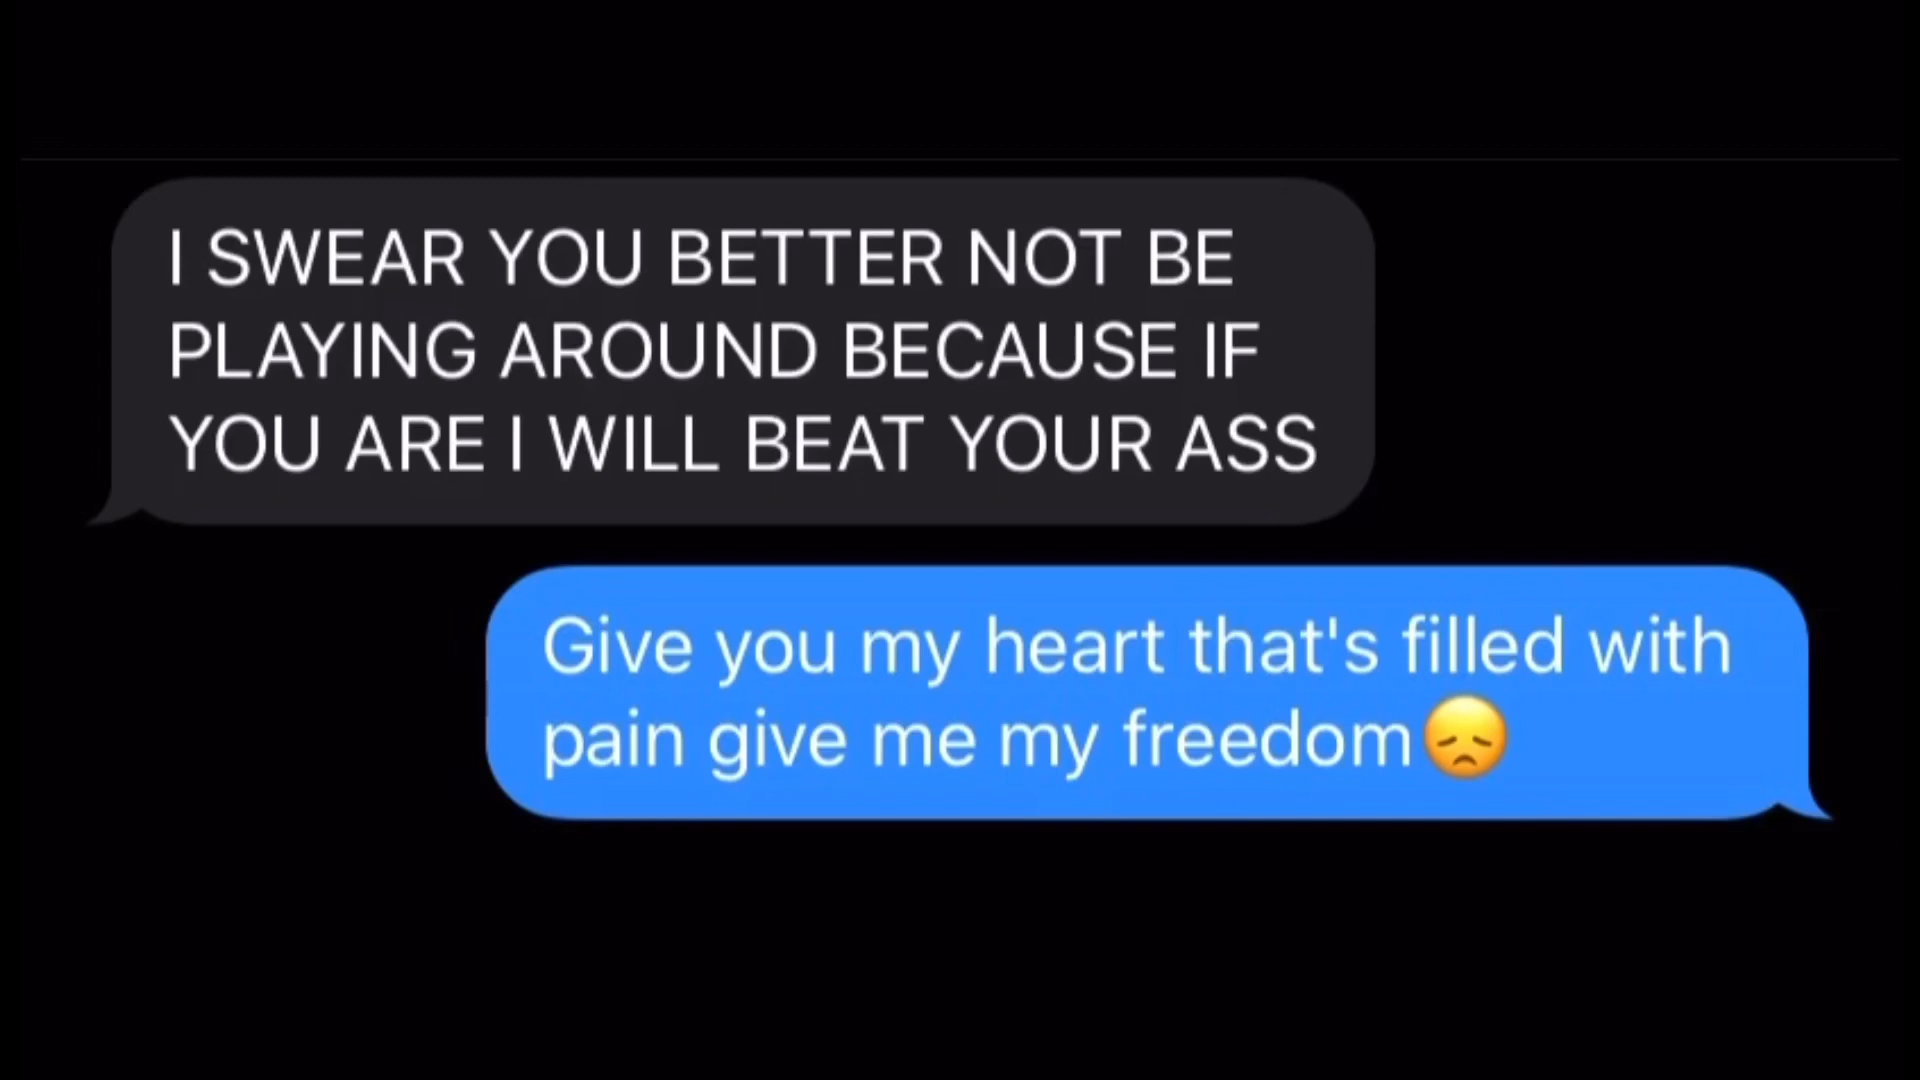 I SWEAR YOU BETTER NOT BE
PLAYING AROUND BECAUSE IF
YOU ARE I WILL BEAT YOUR ASS
Give you my heart that's filled with
pain give me my freedom😞